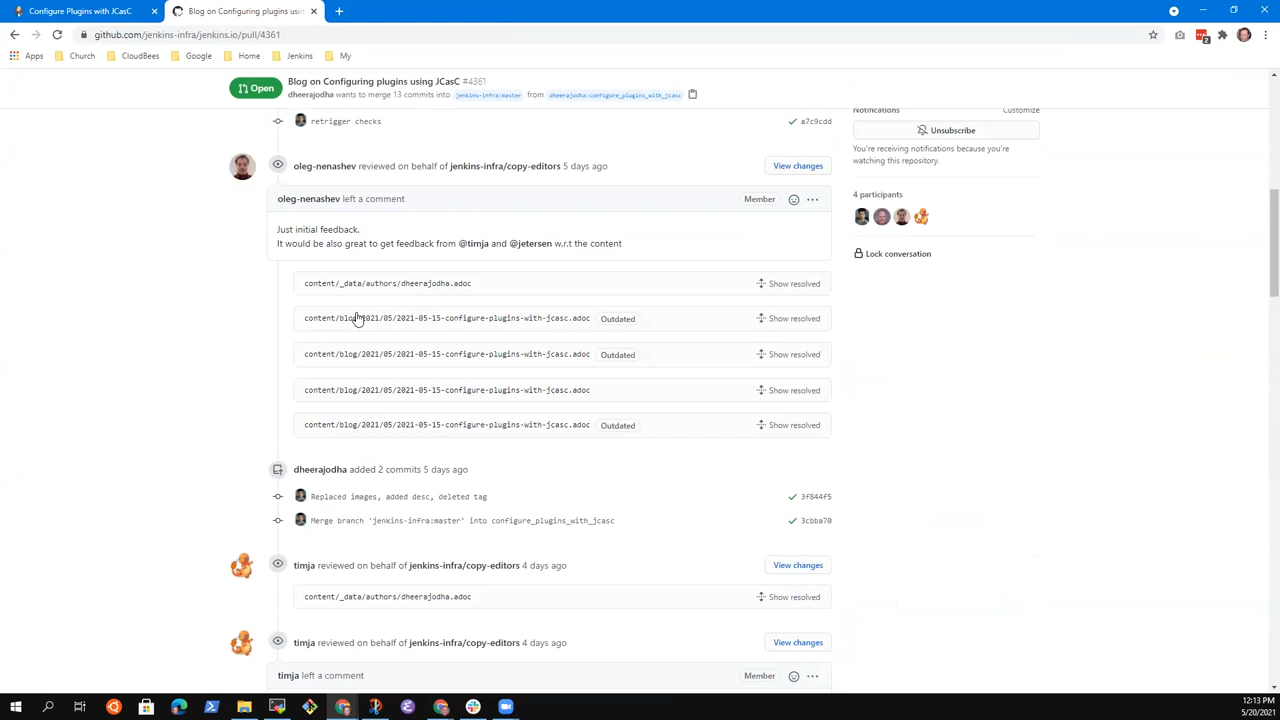 Configure Plugins with JCasC
Blog on Configuring plugins usin
github.com/jenkins-infra/jenkins.io/pull/4361
Apps
Church
CloudBees
Google
Home
Jenkins
My
Open
Blog on Configuring plugins using JCasC #4361
dheerajodha wants to merge 13 commits into jenkins-infra:master from dheerajodha:configure_plugins_with_jcasc
Notifications
Customize
retrigger checks
a7c9cdd
Unsubscribe
You're receiving notifications because you're
watching this repository.
oleg-nenashev reviewed on behalf of jenkins-infra/copy-editors 5 days ago
View changes
4 participants
oleg-nenashev left a comment
Member
Just initial feedback.
It would be also great to get feedback from @timja and @jetersen w.r.t the content
Lock conversation
content/_data/authors/dheerajodha.adoc
Show resolved
content/blog/2021/05/2021-05-15-configure-plugins-with-jcasc.adoc
Outdated
Show resolved
content/blog/2021/05/2021-05-15-configure-plugins-with-jcasc.adoc
Outdated
Show resolved
content/blog/2021/05/2021-05-15-configure-plugins-with-jcasc.adoc
Show resolved
content/blog/2021/05/2021-05-15-configure-plugins-with-jcasc.adoc
Outdated
Show resolved
dheerajodha added 2 commits 5 days ago
Replaced images, added desc, deleted tag
3f844f5
Merge branch 'jenkins-infra:master' into configure_plugins_with_jcasc
3cbba70
timja reviewed on behalf of jenkins-infra/copy-editors 4 days ago
View changes
content/_data/authors/dheerajodha.adoc
Show resolved
timja reviewed on behalf of jenkins-infra/copy-editors 4 days ago
View changes
timja left a comment
Member
12:13 PM
5/20/2021